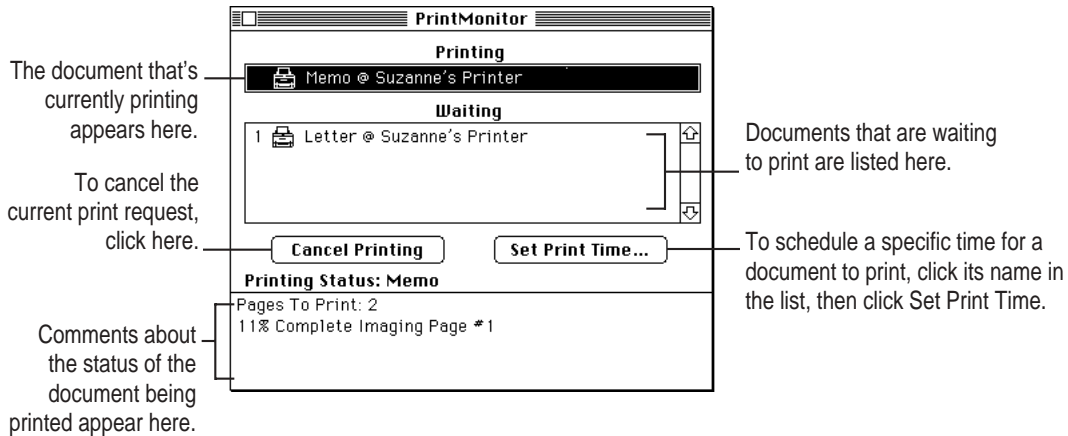 PrintMonitor
Printing
Memo @ Suzanne's Printer
Waiting
1 Letter @ Suzanne's Printer
Cancel Printing
Set Print Time...
Printing Status: Memo
Pages To Print: 2
11% Complete Imaging Page #1
The document that's
currently printing
appears here.
To cancel the
current print request,
click here.
Comments about
the status of the
document being
printed appear here.
Documents that are waiting
to print are listed here.
To schedule a specific time for a
document to print, click its name in
the list, then click Set Print Time.